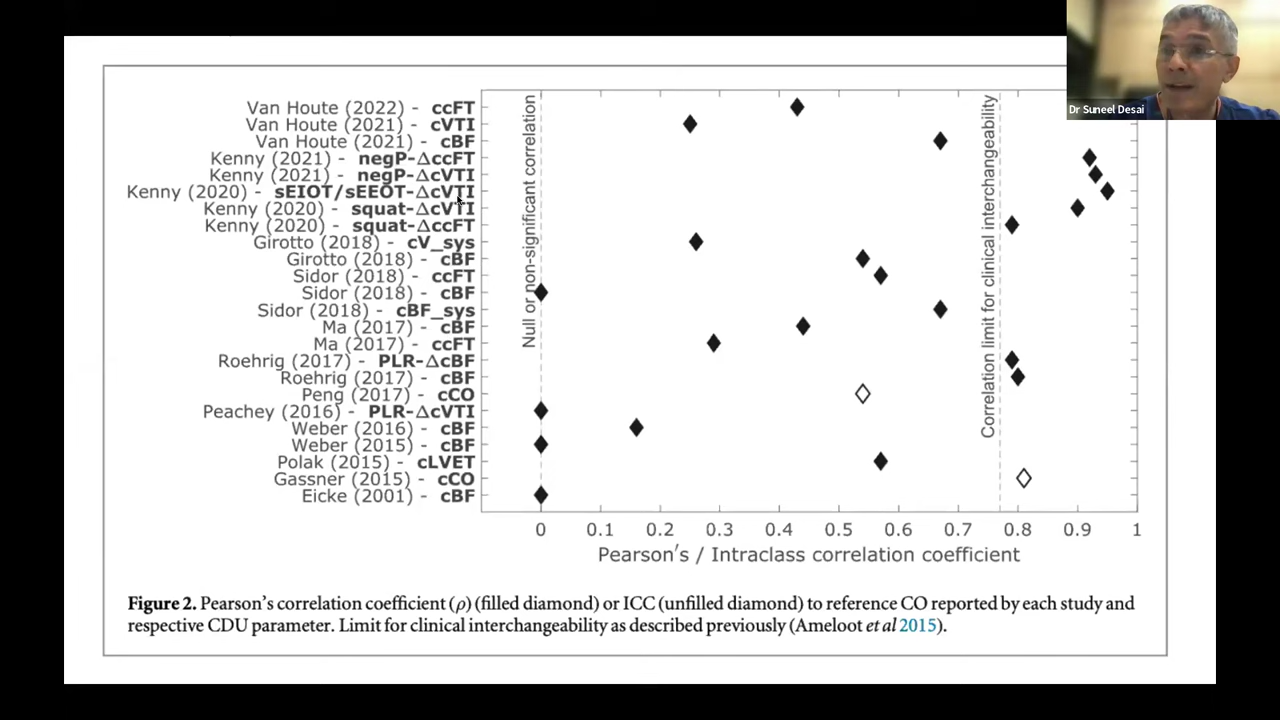 Dr Suneel Desai
Van Houte (2022) - ccFT
Van Houte (2021) - cVTI
Van Houte (2021) - cBF
Kenny (2021) - negP-ΔccFT
Kenny (2021) - negP-ΔcVTI
Kenny (2020) - sEIOT/sEEOT-ΔcVTI
Kenny (2020) - squat-ΔcVTI
Kenny (2020) - squat-ΔccFT
Girotto (2018) - cV_sys
Girotto (2018) - cBF
Sidor (2018) - ccFT
Sidor (2018) - cBF
Sidor (2018) - cBF_sys
Ma (2017) - cBF
Ma (2017) - ccFT
Roehrig (2017) - PLR-ΔcBF
Roehrig (2017) - cBF
Peng (2017) - cCO
Peachey (2016) - PLR-ΔcVTI
Weber (2016) - cBF
Weber (2015) - cBF
Polak (2015) - cLVET
Gassner (2015) - cCO
Eicke (2001) - cBF
Null or non-significant correlation
Correlation limit for clinical interchangeability
0 0.1 0.2 0.3 0.4 0.5 0.6 0.7 0.8 0.9 1
Pearson's / Intraclass correlation coefficient
Figure 2. Pearson's correlation coefficient (ρ) (filled diamond) or ICC (unfilled diamond) to reference CO reported by each study and
respective CDU parameter. Limit for clinical interchangeability as described previously (Ameloot et al 2015).